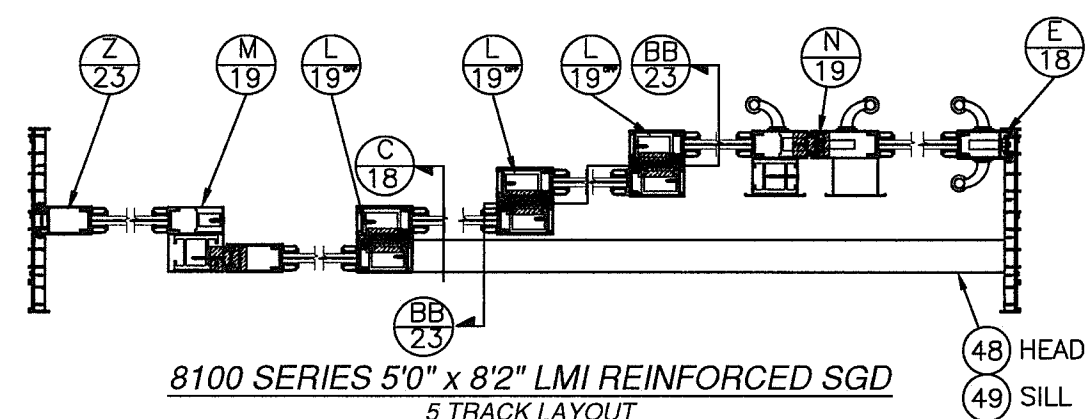 Z
23
M
19
L
19
L
19
L
19
BB
23
N
19
E
18
C
18
BB
23
48 HEAD
49 SILL
8100 SERIES 5'0" x 8'2" LMI REINFORCED SGD
5 TRACK LAYOUT